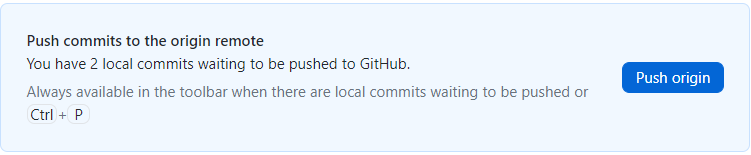 Push commits to the origin remote
You have 2 local commits waiting to be pushed to GitHub.
Push origin
Always available in the toolbar when there are local commits waiting to be pushed or
Ctrl + P